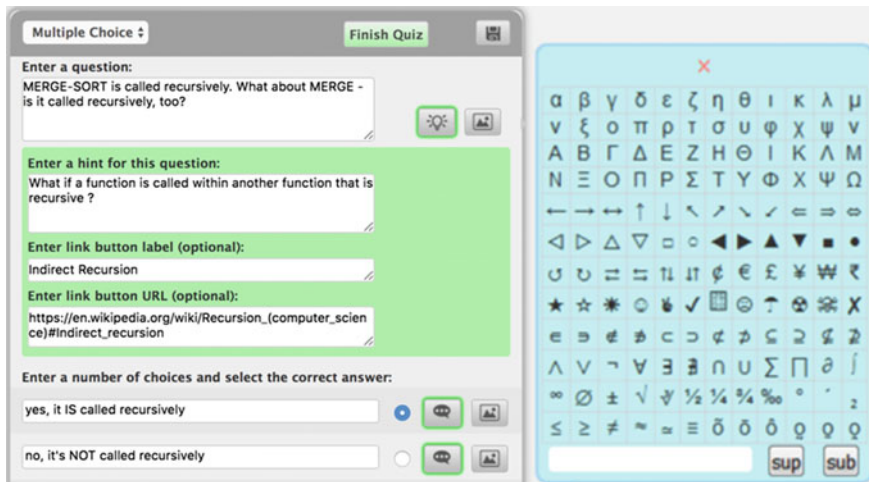 Multiple Choice
Finish Quiz
Enter a question:
MERGE-SORT is called recursively. What about MERGE -
is it called recursively, too?
Enter a hint for this question:
What if a function is called within another function that is
recursive ?
Enter link button label (optional):
Indirect Recursion
Enter link button URL (optional):
https://en.wikipedia.org/wiki/Recursion_(computer_scien
ce)#Indirect_recursion
Enter a number of choices and select the correct answer:
yes, it IS called recursively
no, it's NOT called recursively
α β γ δ ε ζ η θ ι κ λ μ
ν ξ ο π ρ τ σ υ φ χ ψ ν
Α Β Γ Δ Ε Ζ Η Θ Ι Κ Λ Μ
Ν Ξ Ο Π Ρ Σ Τ Υ Φ Χ Ψ Ω
← → ↔ ↑ ↓ ↖ ↗ ↘ ↙ ⇐ ⇒ ⇔
◁ ▷ △ ▽ □ ○ ◀ ▶ ▲ ▼ ■ ●
↺ ↻ ⇄ ⇆ ⇅ ⇵ ₡ € £ ¥ ₩ ₹
∈ ∋ ∉ ∌ ⊂ ⊃ ⊄ ⊅ ⊆ ⊇ ⊈ ⊉
∧ ∨ ¬ ∀ ∃ ∄ ∩ ∪ ∑ ∏ ∂ ∫
∞ ∅ ± √ ½ ¼ ¾ ‰ ° ´ ₂
≤ ≥ ≠ ≈ ≃ ≡ õ ō ô
sup sub